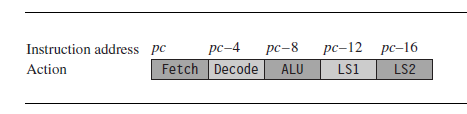 Instruction address pc pc–4 pc–8 pc–12 pc–16
Action Fetch Decode ALU LS1 LS2